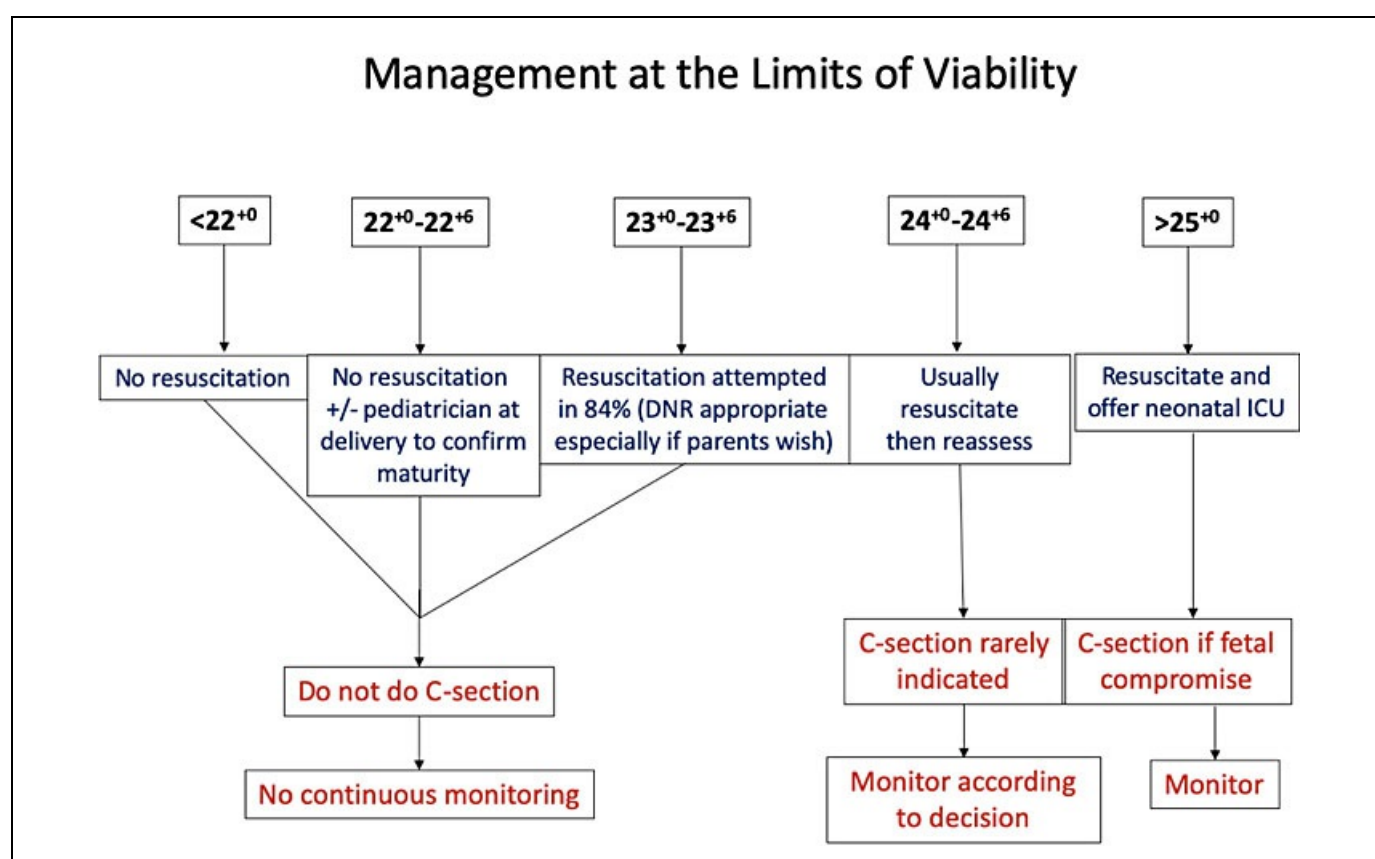 Management at the Limits of Viability
<22⁺⁰
22⁺⁰-22⁺⁶
23⁺⁰-23⁺⁶
24⁺⁰-24⁺⁶
>25⁺⁰
No resuscitation
No resuscitation
+/- pediatrician at
delivery to confirm
maturity
Resuscitation attempted
in 84% (DNR appropriate
especially if parents wish)
Usually
resuscitate
then reassess
Resuscitate and
offer neonatal ICU
Do not do C-section
No continuous monitoring
C-section rarely
indicated
C-section if fetal
compromise
Monitor according
to decision
Monitor